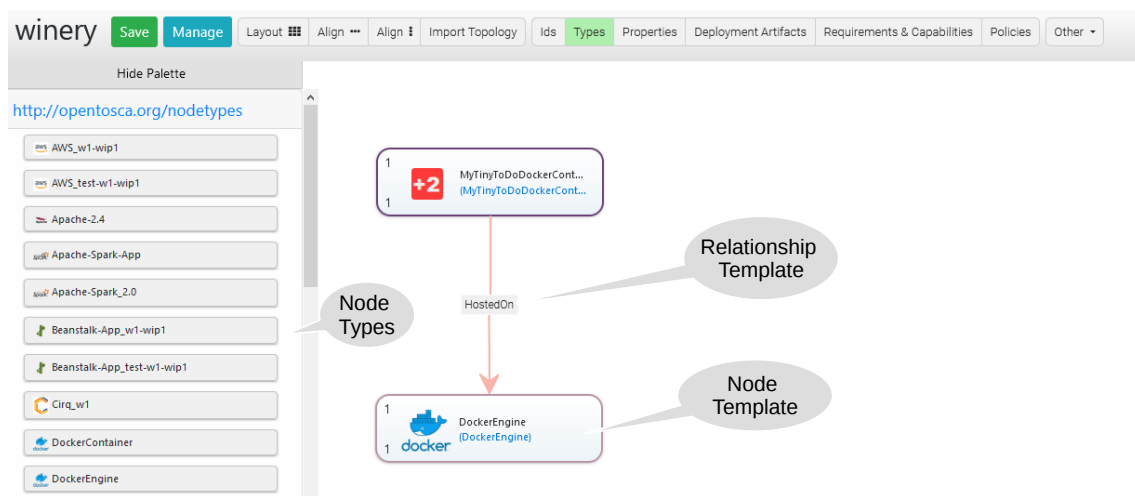 winery Save Manage Layout Align Align Import Topology Ids Types Properties Deployment Artifacts Requirements & Capabilities Policies Other
Hide Palette
http://opentosca.org/nodetypes
AWS_w1-wip1
AWS_test-w1-wip1
Apache-2.4
Apache-Spark-App
Apache-Spark_2.0
Beanstalk-App_w1-wip1
Beanstalk-App_test-w1-wip1
Cirq_w1
DockerContainer
DockerEngine
Node
Types
1
+2
MyTinyToDoDockerCont...
(MyTinyToDoDockerCont...
1
Relationship
Template
HostedOn
1
docker
DockerEngine
(DockerEngine)
1
Node
Template